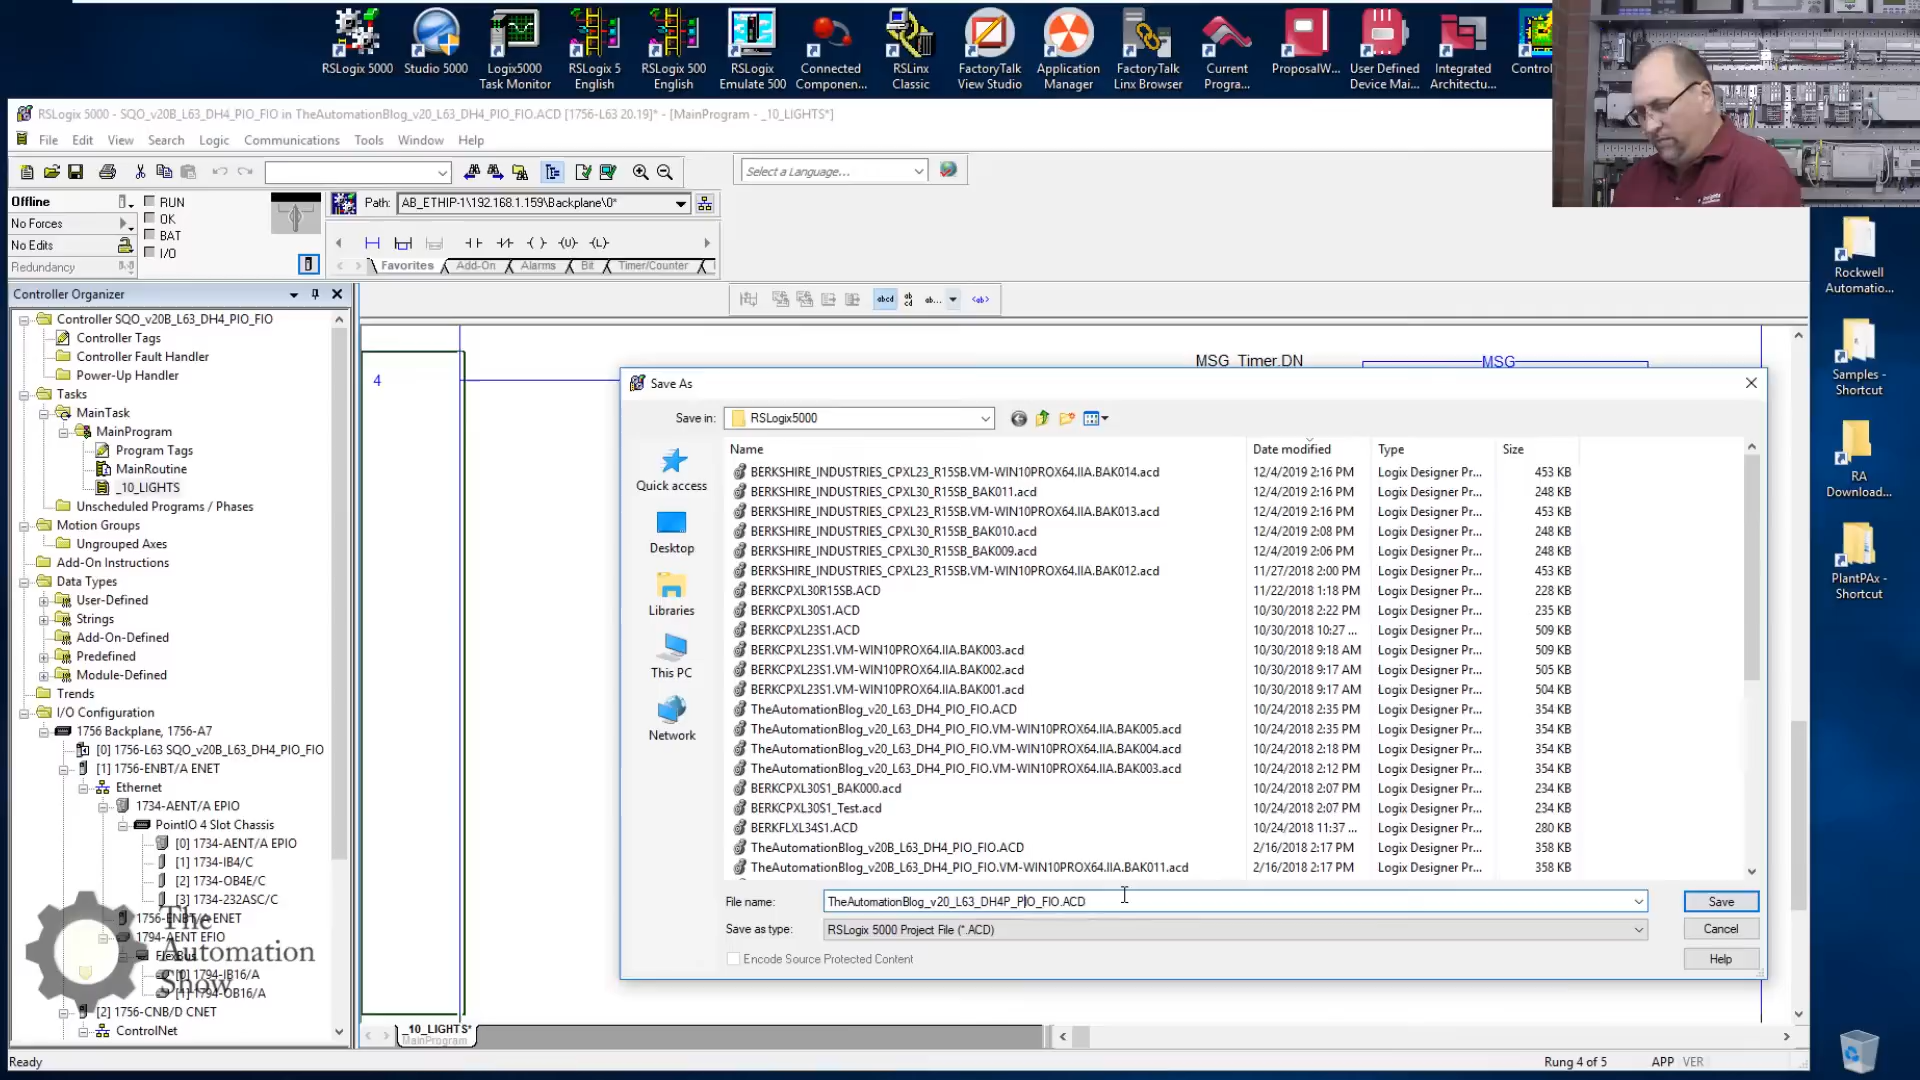 RSLogix 5000
Studio 5000
Logix5000 Task Monitor
RSLogix 5 English
RSLogix 500 English
RSLogix Emulate 500
Connected Componen...
RSLinx Classic
FactoryTalk View Studio
Application Manager
FactoryTalk Linx Browser
Current Progra...
ProposalW...
User Defined Device Mai...
Integrated Architectu...
Control
RSLogix 5000 - SQO_v20B_L63_DH4_PIO_FIO in TheAutomationBlog_v20_L63_DH4_PIO_FIO.ACD [1756-L63 20.19]* - [MainProgram - _10_LIGHTS*]
File Edit View Search Logic Communications Tools Window Help
Select a Language...
Offline
No Forces
No Edits
Redundancy
RUN
OK
BAT
I/O
Path: AB_ETHIP-1\192.168.1.159\Backplane\0*
Favorites Add-On Alarms Bit Timer/Counter
Controller Organizer
Controller SQO_v20B_L63_DH4_PIO_FIO
Controller Tags
Controller Fault Handler
Power-Up Handler
Tasks
MainTask
MainProgram
Program Tags
MainRoutine
_10_LIGHTS
Unscheduled Programs / Phases
Motion Groups
Ungrouped Axes
Add-On Instructions
Data Types
User-Defined
Strings
Add-On-Defined
Predefined
Module-Defined
Trends
I/O Configuration
1756 Backplane, 1756-A7
[0] 1756-L63 SQO_v20B_L63_DH4_PIO_FIO
[1] 1756-ENBT/A ENET
Ethernet
1734-AENT/A EPIO
PointIO 4 Slot Chassis
[0] 1734-AENT/A EPIO
[1] 1734-IB4/C
[2] 1734-OB4E/C
[3] 1734-232ASC/C
1756-ENBT/A ENET
1794-AENT EFIO
FlexBus
[0] 1794-IB16/A
[1] 1794-OB16/A
[2] 1756-CNB/D CNET
ControlNet
The Automation Show
4
MSG_Timer.DN
MSG
Save As
Save in: RSLogix5000
Quick access
Desktop
Libraries
This PC
Network
Name Date modified Type Size
BERKSHIRE_INDUSTRIES_CPXL23_R15SB.VM-WIN10PROX64.IIA.BAK014.acd 12/4/2019 2:16 PM Logix Designer Pr... 453 KB
BERKSHIRE_INDUSTRIES_CPXL30_R15SB_BAK011.acd 12/4/2019 2:16 PM Logix Designer Pr... 248 KB
BERKSHIRE_INDUSTRIES_CPXL23_R15SB.VM-WIN10PROX64.IIA.BAK013.acd 12/4/2019 2:16 PM Logix Designer Pr... 453 KB
BERKSHIRE_INDUSTRIES_CPXL30_R15SB_BAK010.acd 12/4/2019 2:08 PM Logix Designer Pr... 248 KB
BERKSHIRE_INDUSTRIES_CPXL30_R15SB_BAK009.acd 12/4/2019 2:06 PM Logix Designer Pr... 248 KB
BERKSHIRE_INDUSTRIES_CPXL23_R15SB.VM-WIN10PROX64.IIA.BAK012.acd 11/27/2018 2:00 PM Logix Designer Pr... 453 KB
BERKCPXL30R15SB.ACD 11/22/2018 1:18 PM Logix Designer Pr... 228 KB
BERKCPXL30S1.ACD 10/30/2018 2:22 PM Logix Designer Pr... 235 KB
BERKCPXL23S1.ACD 10/30/2018 10:27 ... Logix Designer Pr... 509 KB
BERKCPXL23S1.VM-WIN10PROX64.IIA.BAK003.acd 10/30/2018 9:18 AM Logix Designer Pr... 509 KB
BERKCPXL23S1.VM-WIN10PROX64.IIA.BAK002.acd 10/30/2018 9:17 AM Logix Designer Pr... 505 KB
BERKCPXL23S1.VM-WIN10PROX64.IIA.BAK001.acd 10/30/2018 9:17 AM Logix Designer Pr... 504 KB
TheAutomationBlog_v20_L63_DH4_PIO_FIO.ACD 10/24/2018 2:35 PM Logix Designer Pr... 354 KB
TheAutomationBlog_v20_L63_DH4_PIO_FIO.VM-WIN10PROX64.IIA.BAK005.acd 10/24/2018 2:35 PM Logix Designer Pr... 354 KB
TheAutomationBlog_v20_L63_DH4_PIO_FIO.VM-WIN10PROX64.IIA.BAK004.acd 10/24/2018 2:18 PM Logix Designer Pr... 354 KB
TheAutomationBlog_v20_L63_DH4_PIO_FIO.VM-WIN10PROX64.IIA.BAK003.acd 10/24/2018 2:12 PM Logix Designer Pr... 354 KB
BERKCPXL30S1_BAK000.acd 10/24/2018 2:07 PM Logix Designer Pr... 234 KB
BERKCPXL30S1_Test.acd 10/24/2018 2:07 PM Logix Designer Pr... 234 KB
BERKFLXL34S1.ACD 10/24/2018 11:37 ... Logix Designer Pr... 280 KB
TheAutomationBlog_v20B_L63_DH4_PIO_FIO.ACD 2/16/2018 2:17 PM Logix Designer Pr... 358 KB
TheAutomationBlog_v20B_L63_DH4_PIO_FIO.VM-WIN10PROX64.IIA.BAK011.acd 2/16/2018 2:17 PM Logix Designer Pr... 358 KB
File name: TheAutomationBlog_v20_L63_DH4P_PIO_FIO.ACD Save
Save as type: RSLogix 5000 Project File (*.ACD) Cancel
Encode Source Protected Content Help
Rockwell Automatio...
Samples - Shortcut
RA Download...
PlantPAx - Shortcut
_10_LIGHTS*
MainProgram
Ready
Rung 4 of 5 APP VER